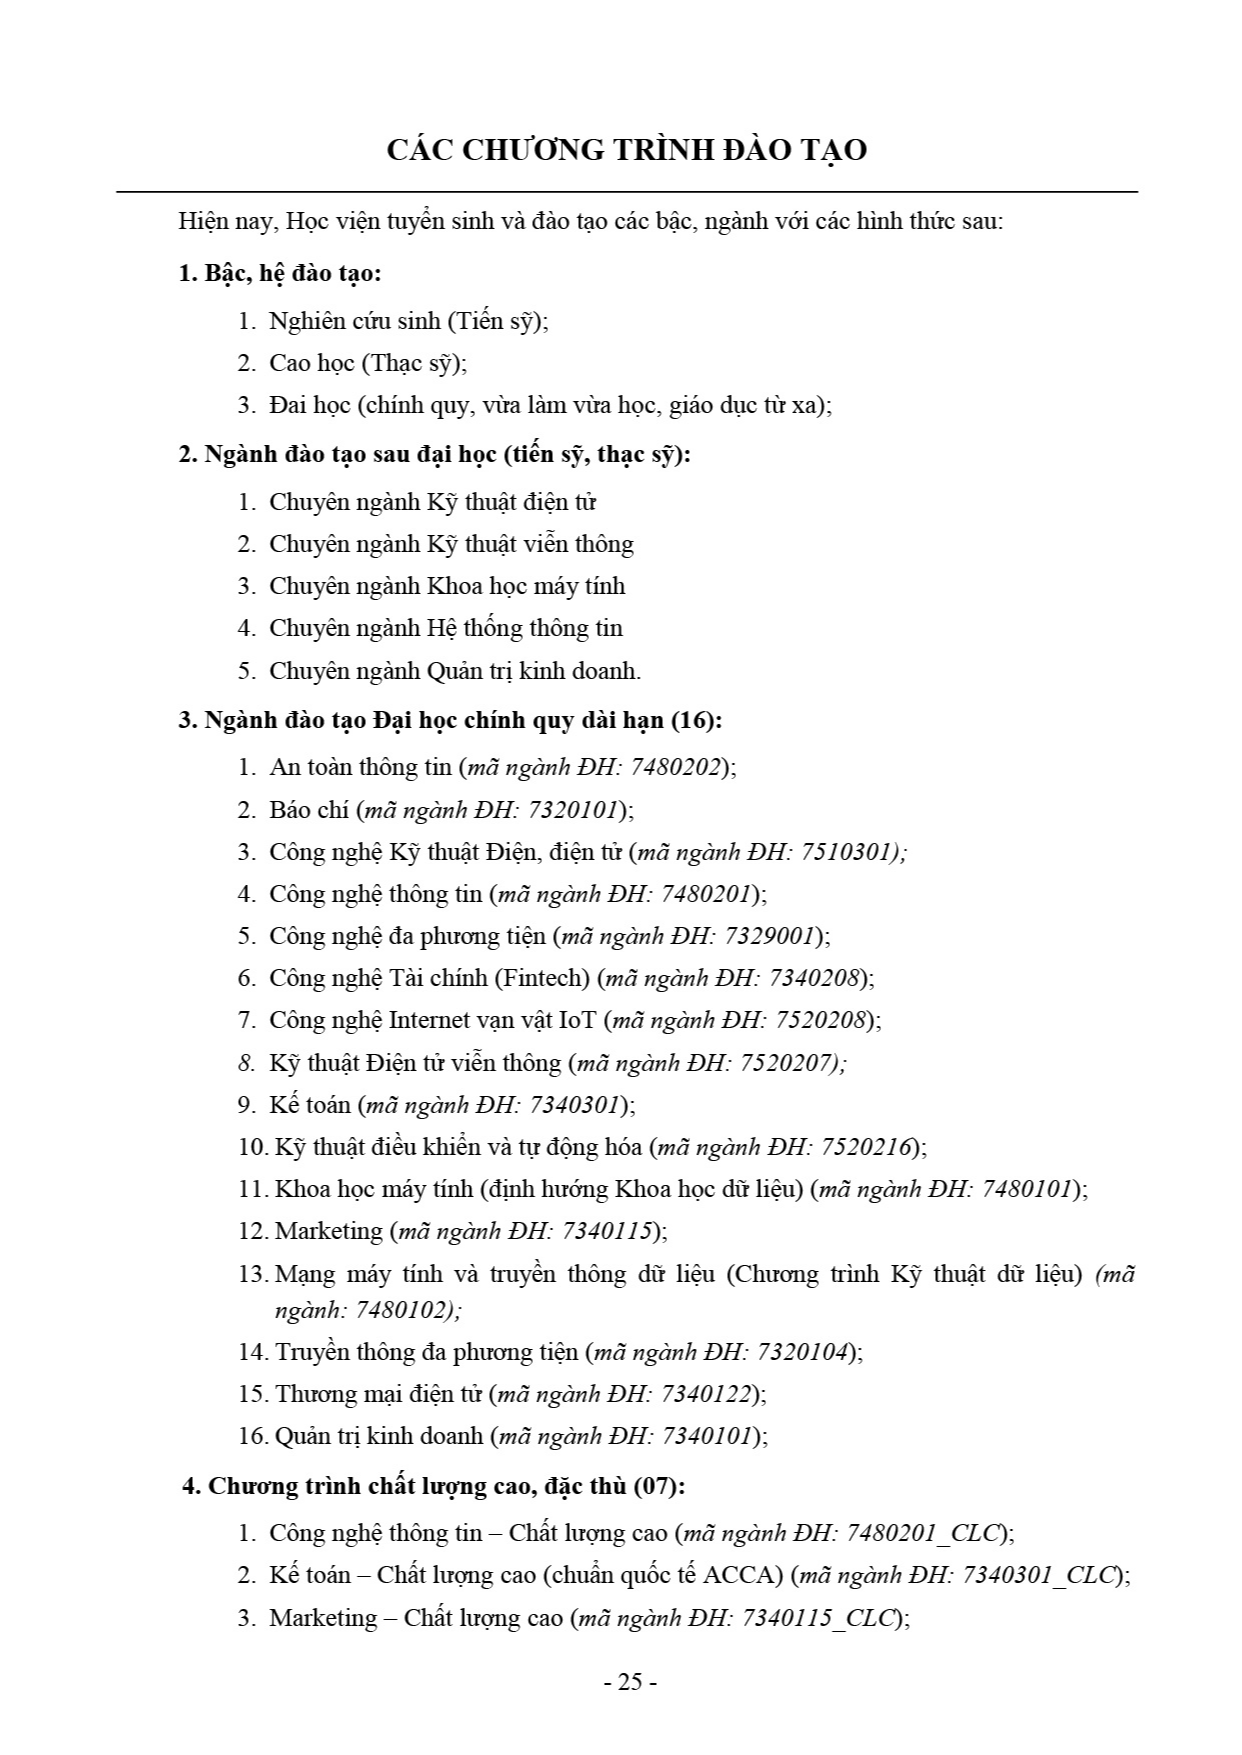 CÁC CHƯƠNG TRÌNH ĐÀO TẠO
Hiện nay, Học viện tuyển sinh và đào tạo các bậc, ngành với các hình thức sau:
1. Bậc, hệ đào tạo:
1. Nghiên cứu sinh (Tiến sỹ);
2. Cao học (Thạc sỹ);
3. Đai học (chính quy, vừa làm vừa học, giáo dục từ xa);
2. Ngành đào tạo sau đại học (tiến sỹ, thạc sỹ):
1. Chuyên ngành Kỹ thuật điện tử
2. Chuyên ngành Kỹ thuật viễn thông
3. Chuyên ngành Khoa học máy tính
4. Chuyên ngành Hệ thống thông tin
5. Chuyên ngành Quản trị kinh doanh.
3. Ngành đào tạo Đại học chính quy dài hạn (16):
1. An toàn thông tin (mã ngành ĐH: 7480202);
2. Báo chí (mã ngành ĐH: 7320101);
3. Công nghệ Kỹ thuật Điện, điện tử (mã ngành ĐH: 7510301);
4. Công nghệ thông tin (mã ngành ĐH: 7480201);
5. Công nghệ đa phương tiện (mã ngành ĐH: 7329001);
6. Công nghệ Tài chính (Fintech) (mã ngành ĐH: 7340208);
7. Công nghệ Internet vạn vật IoT (mã ngành ĐH: 7520208);
8. Kỹ thuật Điện tử viễn thông (mã ngành ĐH: 7520207);
9. Kế toán (mã ngành ĐH: 7340301);
10. Kỹ thuật điều khiển và tự động hóa (mã ngành ĐH: 7520216);
11. Khoa học máy tính (định hướng Khoa học dữ liệu) (mã ngành ĐH: 7480101);
12. Marketing (mã ngành ĐH: 7340115);
13. Mạng máy tính và truyền thông dữ liệu (Chương trình Kỹ thuật dữ liệu) (mã
ngành: 7480102);
14. Truyền thông đa phương tiện (mã ngành ĐH: 7320104);
15. Thương mại điện tử (mã ngành ĐH: 7340122);
16. Quản trị kinh doanh (mã ngành ĐH: 7340101);
4. Chương trình chất lượng cao, đặc thù (07):
1. Công nghệ thông tin – Chất lượng cao (mã ngành ĐH: 7480201_CLC);
2. Kế toán – Chất lượng cao (chuẩn quốc tế ACCA) (mã ngành ĐH: 7340301_CLC);
3. Marketing – Chất lượng cao (mã ngành ĐH: 7340115_CLC);
- 25 -